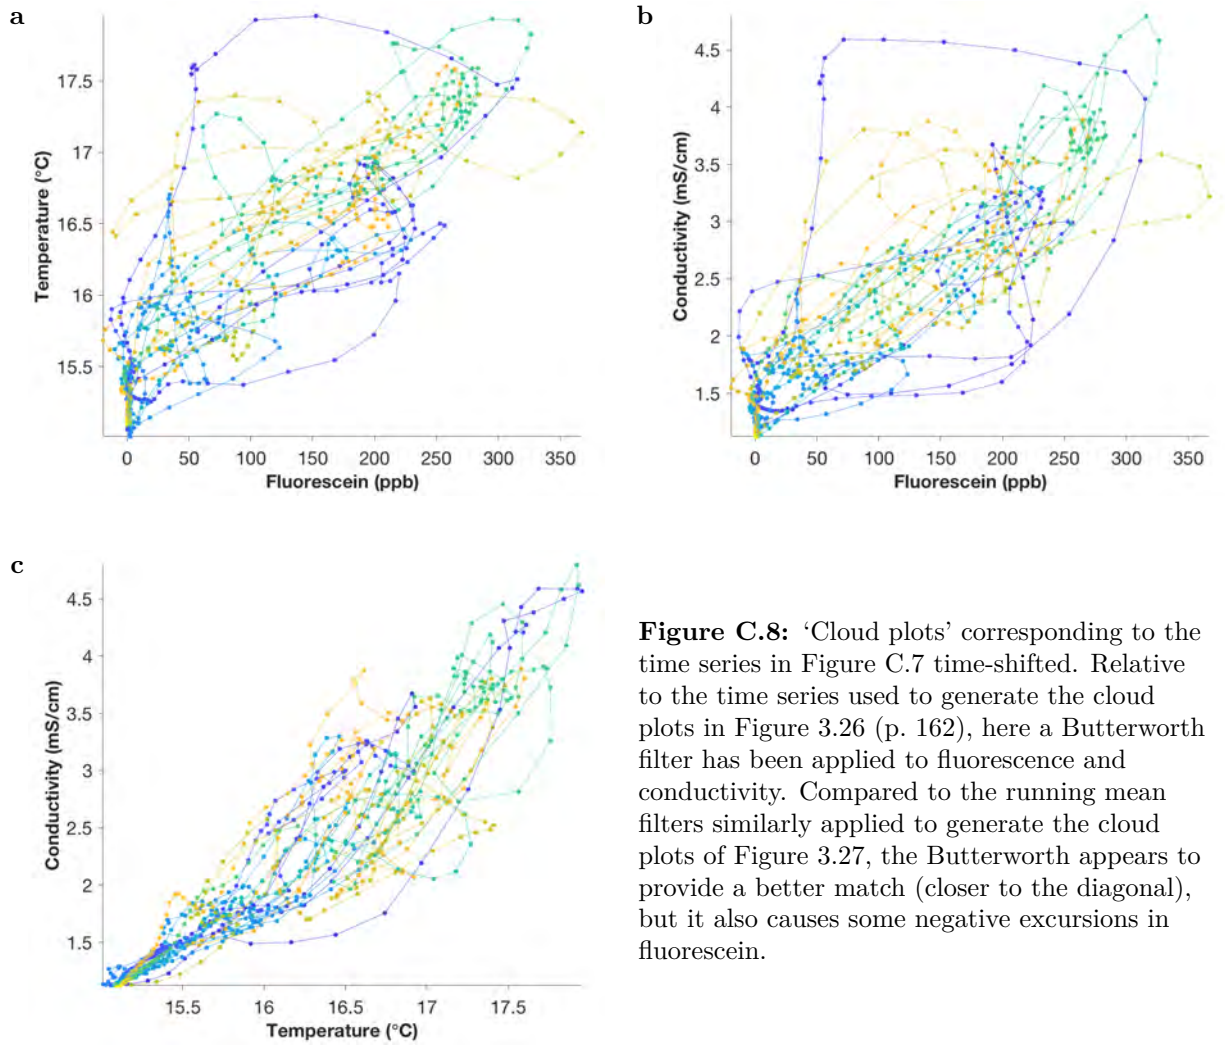 a
17.5
17
16.5
16
15.5
Temperature (°C)
0 50 100 150 200 250 300 350
Fluorescein (ppb)
b
4.5
4
3.5
3
2.5
2
1.5
Conductivity (mS/cm)
0 50 100 150 200 250 300 350
Fluorescein (ppb)
c
4.5
4
3.5
3
2.5
2
1.5
Conductivity (mS/cm)
15.5 16 16.5 17 17.5
Temperature (°C)
Figure C.8: ‘Cloud plots’ corresponding to the
time series in Figure C.7 time-shifted. Relative
to the time series used to generate the cloud
plots in Figure 3.26 (p. 162), here a Butterworth
filter has been applied to fluorescence and
conductivity. Compared to the running mean
filters similarly applied to generate the cloud
plots of Figure 3.27, the Butterworth appears to
provide a better match (closer to the diagonal),
but it also causes some negative excursions in
fluorescein.